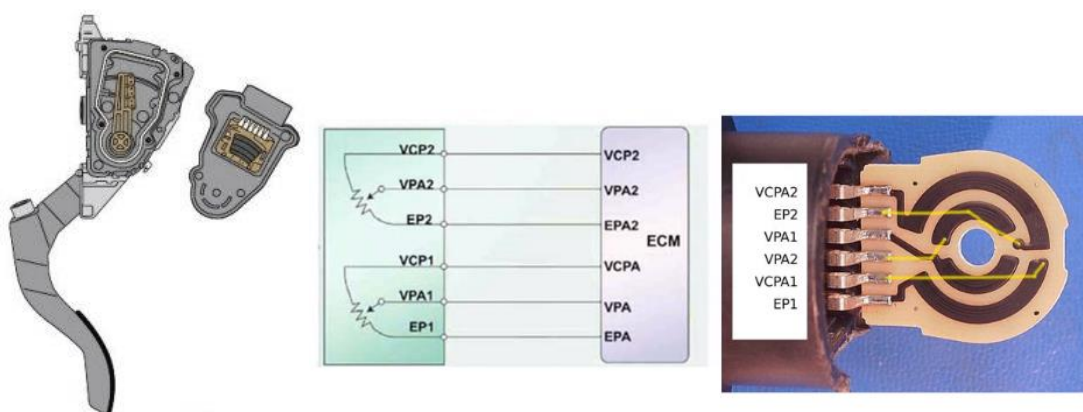 VCP2 VCP2
VPA2 VPA2
EP2 EPA2
ECM
VCP1 VCPA
VPA1 VPA
EP1 EPA
VCPA2
EP2
VPA1
VPA2
VCPA1
EP1